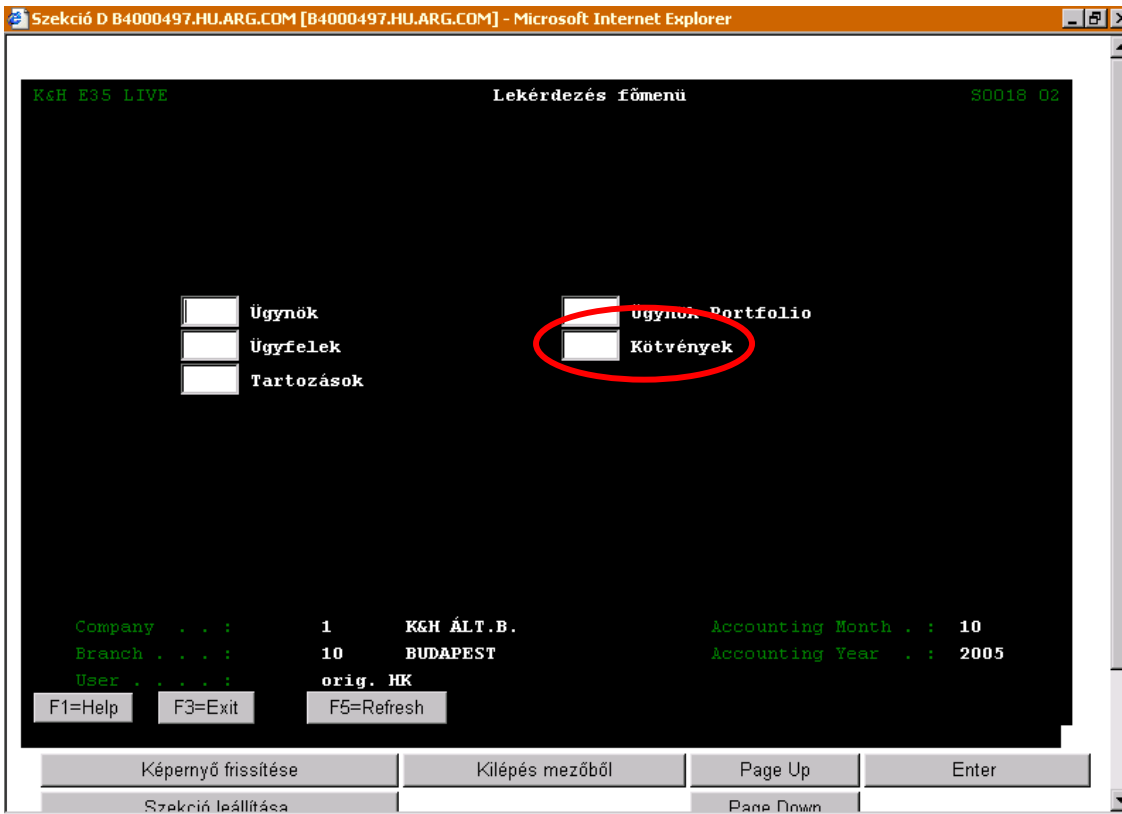 Szekció D B4000497.HU.ARG.COM [B4000497.HU.ARG.COM] - Microsoft Internet Explorer
K&H E35 LIVE Lekérdezés fõmenü S0018 02
Ügynök Ügynök Portfolio
Ügyfelek Kötvények
Tartozások
Company . . : 1 K&H ÁLT.B. Accounting Month . : 10
Branch . . . : 10 BUDAPEST Accounting Year . : 2005
User . . . . : orig. HK
F1=Help F3=Exit F5=Refresh
Képernyő frissítése Kilépés mezőből Page Up Enter
Szekció leállítása Page Down